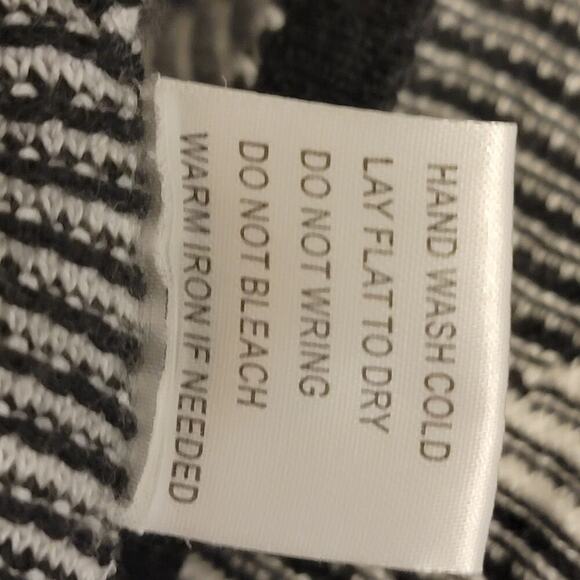 HAND WASH COLD
LAY FLAT TO DRY
DO NOT WRING
DO NOT BLEACH
WARM IRON IF NEEDED